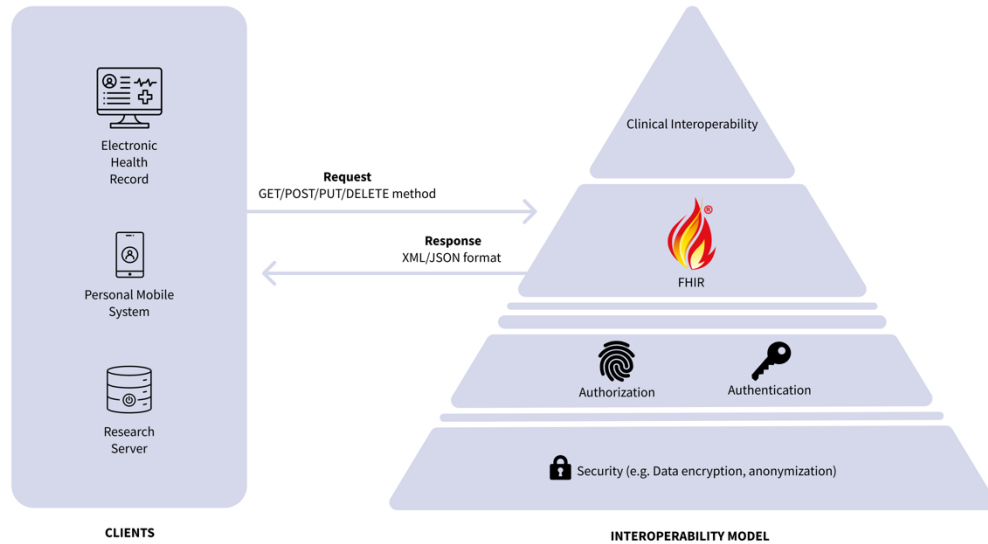 Electronic
Health
Record
Personal Mobile
System
Research
Server
CLIENTS
Request
GET/POST/PUT/DELETE method
Response
XML/JSON format
Clinical Interoperability
®
FHIR
Authorization
Authentication
Security (e.g. Data encryption, anonymization)
INTEROPERABILITY MODEL